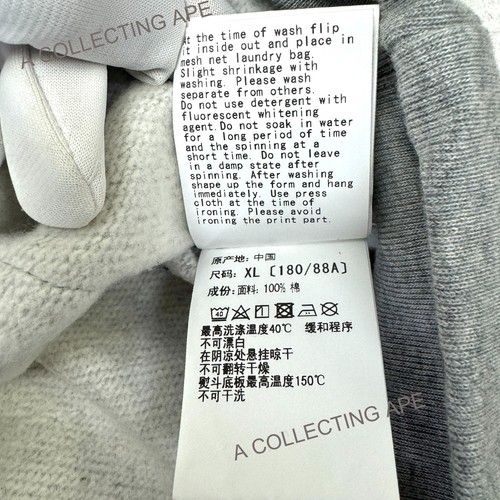 A COLLECTING APE
At the time of wash flip
it inside out and place in
mesh net laundry bag.
Slight shrinkage with
washing. Please wash
separate from others.
Do not use detergent with
fluorescent whitening
agent.Do not soak in water
for a long period of time
and the spinning at a
short time. Do not leave
in a damp state after
spinning. After washing
shape up the form and hang
immediately. Use press
cloth at the time of
ironing. Please avoid
ironing the print part.
原产地: 中国
尺码: XL [180/88A]
成份: 面料: 100% 棉
40
最高洗涤温度40℃ 缓和程序
不可漂白
在阴凉处悬挂晾干
不可翻转干燥
熨斗底板最高温度150℃
不可干洗
A COLLECTING APE